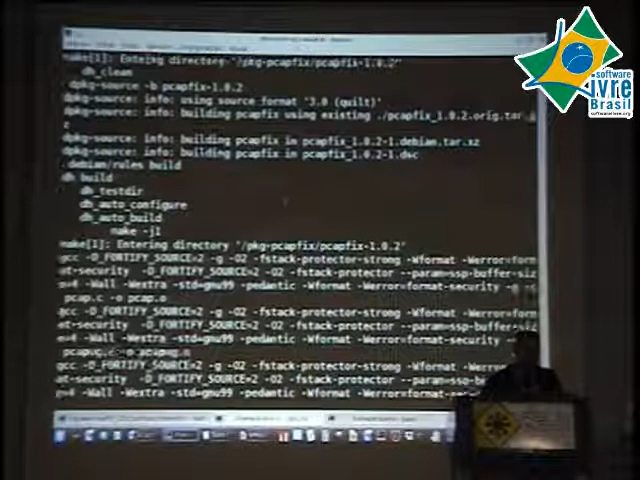 make[1]: Entering directory '/pkg-pcapfix/pcapfix-1.0.2'
dh_clean
dpkg-source -b pcapfix-1.0.2
dpkg-source: info: using source format '3.0 (quilt)'
dpkg-source: info: building pcapfix using existing ./pcapfix_1.0.2.orig.tar.
z
dpkg-source: info: building pcapfix in pcapfix_1.0.2-1.debian.tar.xz
dpkg-source: info: building pcapfix in pcapfix_1.0.2-1.dsc
debian/rules build
dh build
dh_testdir
dh_auto_configure
dh_auto_build
make -j1
make[1]: Entering directory '/pkg-pcapfix/pcapfix-1.0.2'
gcc -D_FORTIFY_SOURCE=2 -g -O2 -fstack-protector-strong -Wformat -Werror=form
at-security -D_FORTIFY_SOURCE=2 -O2 -fstack-protector --param=ssp-buffer-siz
e=4 -Wall -Wextra -std=gnu99 -pedantic -Wformat -Werror=format-security -g
pcap.c -o pcap.o
gcc -D_FORTIFY_SOURCE=2 -g -O2 -fstack-protector-strong -Wformat -Werror=form
at-security -D_FORTIFY_SOURCE=2 -O2 -fstack-protector --param=ssp-buffer-si
e=4 -Wall -Wextra -std=gnu99 -pedantic -Wformat -Werror=format-security
gcc -D_FORTIFY_SOURCE=2 -g -O2 -fstack-protector-strong -Wformat -We
at-security -D_FORTIFY_SOURCE=2 -O2 -fstack-protector --param=ssp-bu
e=4 -Wall -Wextra -std=gnu99 -pedantic -Wformat -Werror=format-sec
software
livre
Brasil
softwarelivre.org